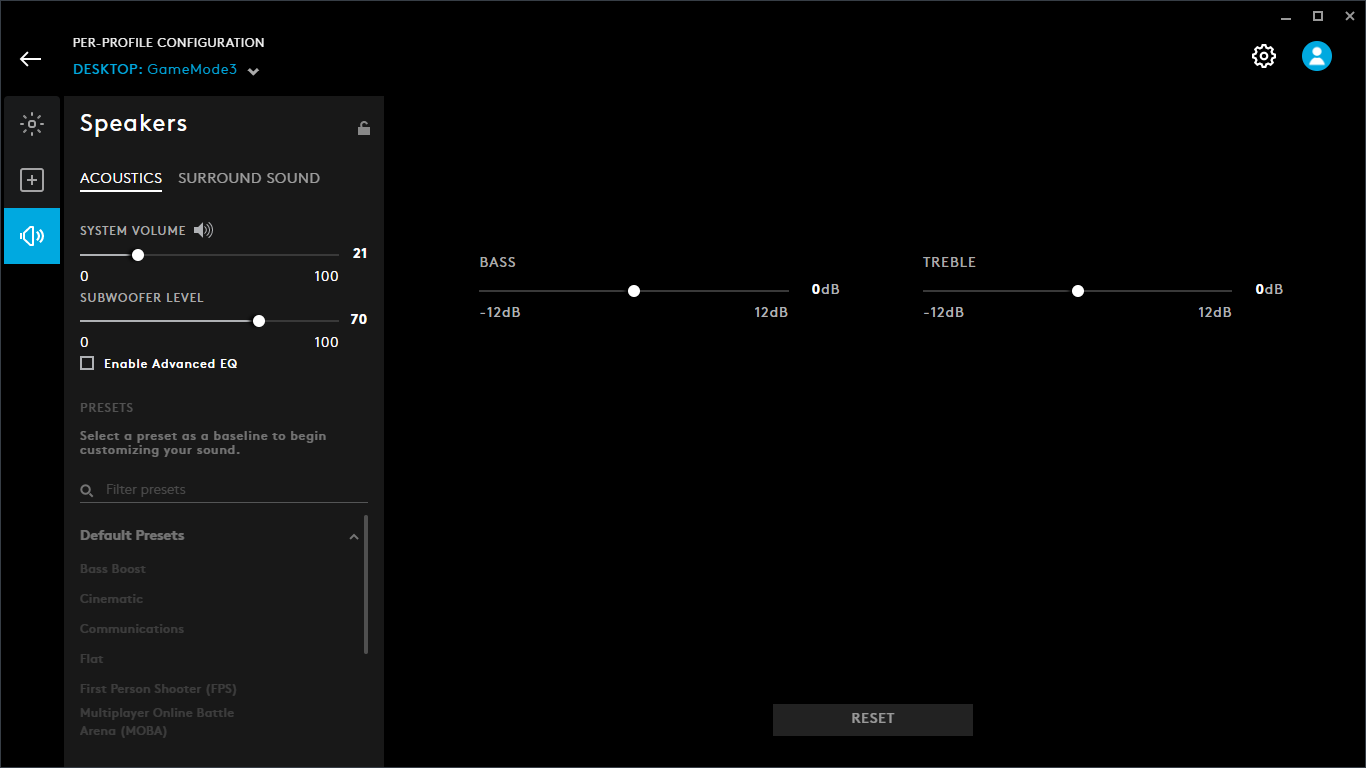 PER-PROFILE CONFIGURATION
DESKTOP: GameMode3
Speakers
ACOUSTICS SURROUND SOUND
SYSTEM VOLUME
21
0 100
SUBWOOFER LEVEL
70
0 100
Enable Advanced EQ
PRESETS
Select a preset as a baseline to begin
customizing your sound.
Filter presets
Default Presets
Bass Boost
Cinematic
Communications
Flat
First Person Shooter (FPS)
Multiplayer Online Battle
Arena (MOBA)
BASS
0dB
-12dB 12dB
TREBLE
0dB
-12dB 12dB
RESET